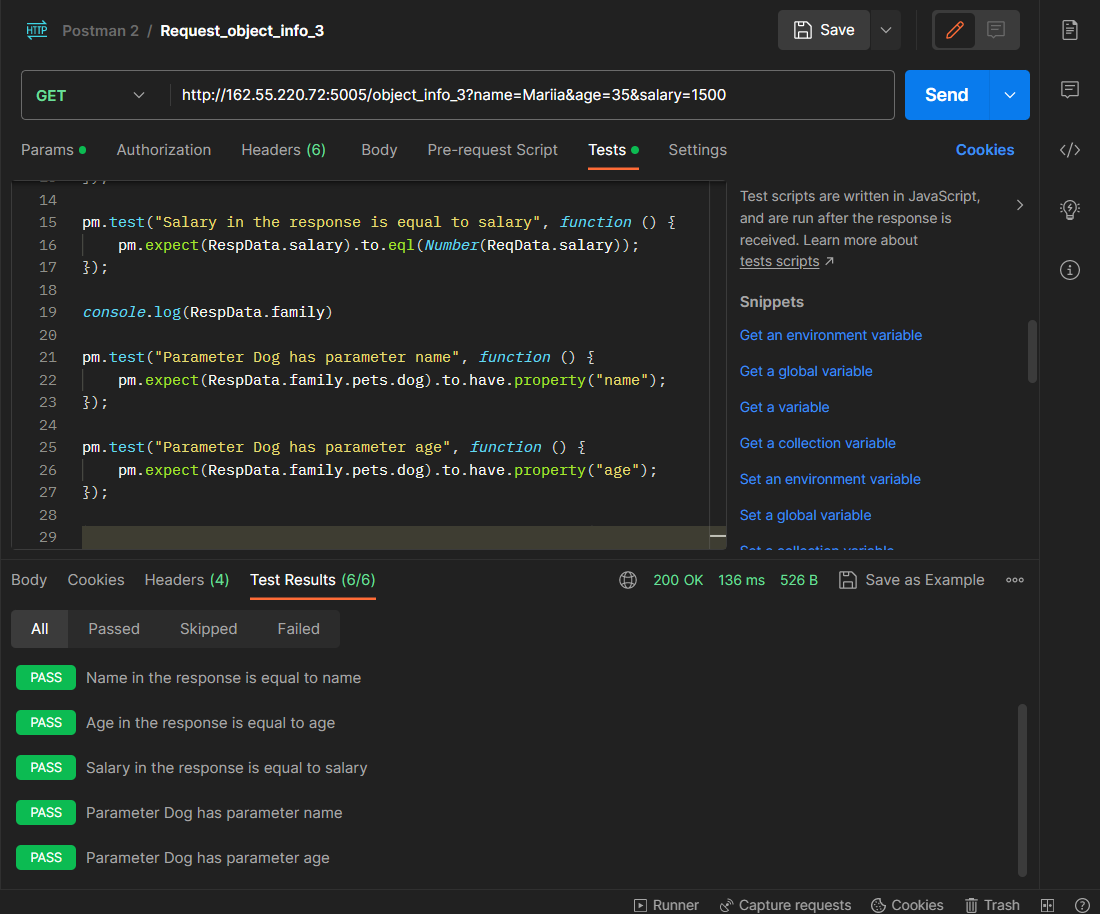 HTTP Postman 2 / Request_object_info_3
Save
GET
http://162.55.220.72:5005/object_info_3?name=Mariia&age=35&salary=1500
Send
Params Authorization Headers (6) Body Pre-request Script Tests Settings Cookies
14
15 pm.test("Salary in the response is equal to salary", function () {
16 pm.expect(RespData.salary).to.eql(Number(ReqData.salary));
17 });
18
19 console.log(RespData.family)
20
21 pm.test("Parameter Dog has parameter name", function () {
22 pm.expect(RespData.family.pets.dog).to.have.property("name");
23 });
24
25 pm.test("Parameter Dog has parameter age", function () {
26 pm.expect(RespData.family.pets.dog).to.have.property("age");
27 });
28
29
Test scripts are written in JavaScript,
and are run after the response is
received. Learn more about
tests scripts ↗
Snippets
Get an environment variable
Get a global variable
Get a variable
Get a collection variable
Set an environment variable
Set a global variable
Set a collection variable
Body Cookies Headers (4) Test Results (6/6)
200 OK 136 ms 526 B Save as Example
All Passed Skipped Failed
PASS Name in the response is equal to name
PASS Age in the response is equal to age
PASS Salary in the response is equal to salary
PASS Parameter Dog has parameter name
PASS Parameter Dog has parameter age
Runner Capture requests Cookies Trash